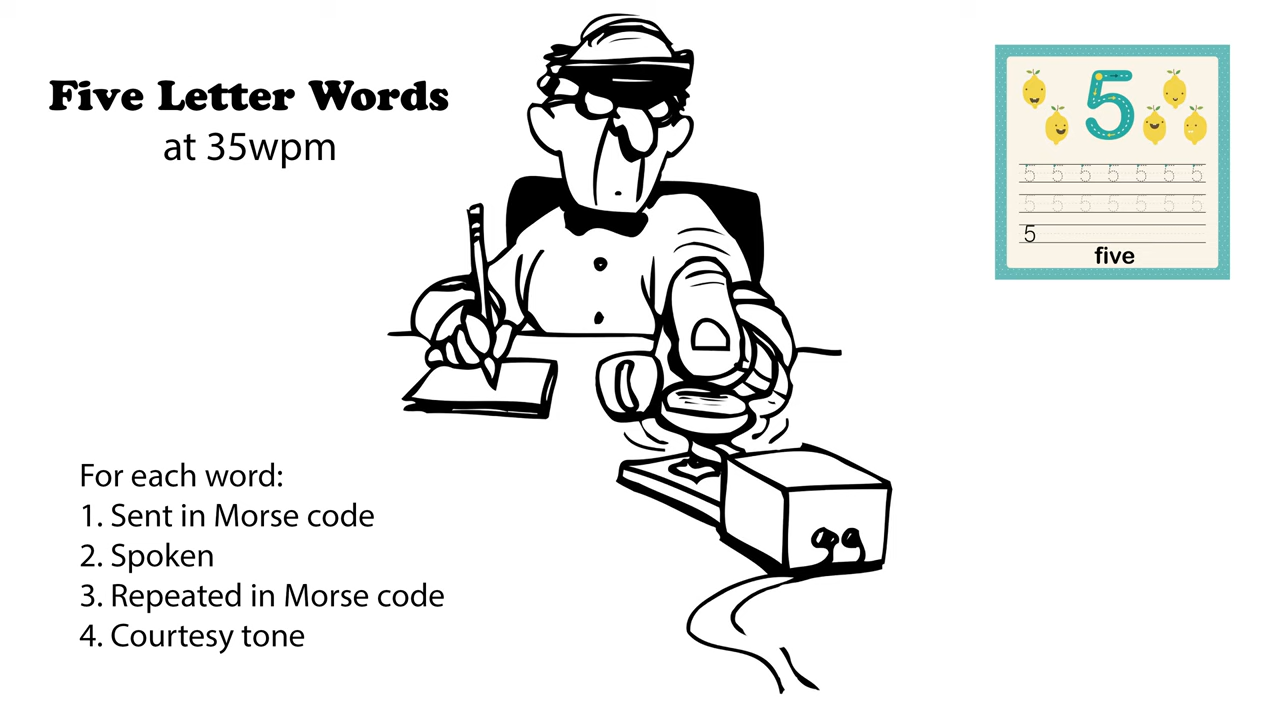 Five Letter Words
at 35wpm
5
5 5 5 5 5 5 5
5 5 5 5 5 5 5
5
five
For each word:
1. Sent in Morse code
2. Spoken
3. Repeated in Morse code
4. Courtesy tone